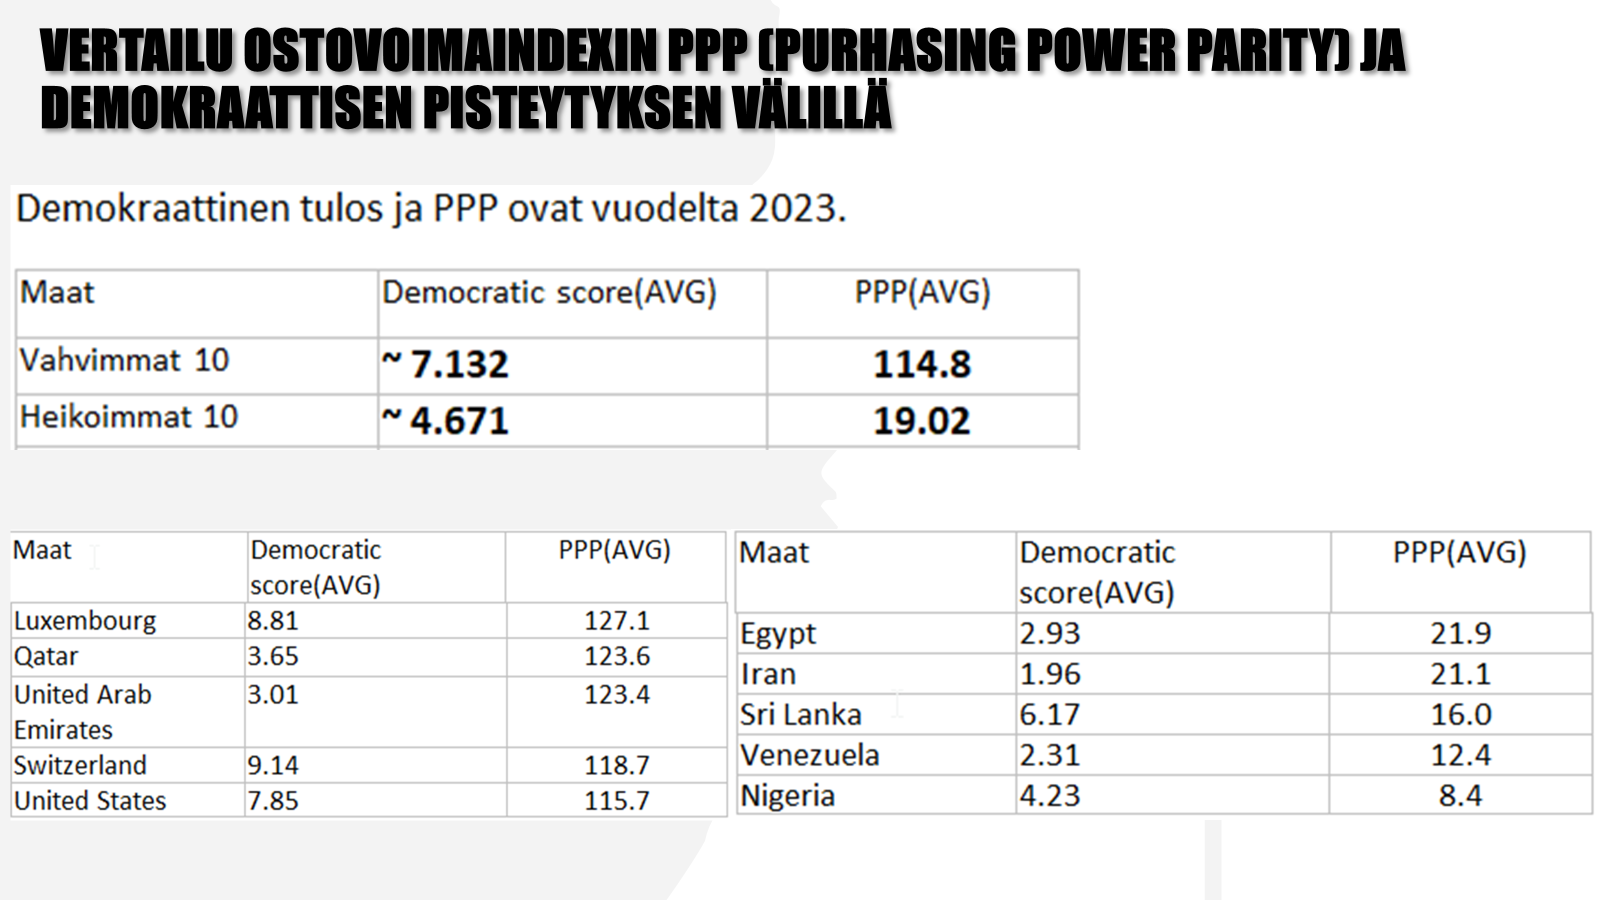 VERTAILU OSTOVOIMAINDEXIN PPP (PURHASING POWER PARITY) JA
DEMOKRAATTISEN PISTEYTYKSEN VÄLILLÄ
Demokraattinen tulos ja PPP ovat vuodelta 2023.
Maat Democratic score(AVG) PPP(AVG)
Vahvimmat 10 ~ 7.132 114.8
Heikoimmat 10 ~ 4.671 19.02
Maat Democratic PPP(AVG)
score(AVG)
Luxembourg 8.81 127.1
Qatar 3.65 123.6
United Arab 3.01 123.4
Emirates
Switzerland 9.14 118.7
United States 7.85 115.7
Maat Democratic PPP(AVG)
score(AVG)
Egypt 2.93 21.9
Iran 1.96 21.1
Sri Lanka 6.17 16.0
Venezuela 2.31 12.4
Nigeria 4.23 8.4